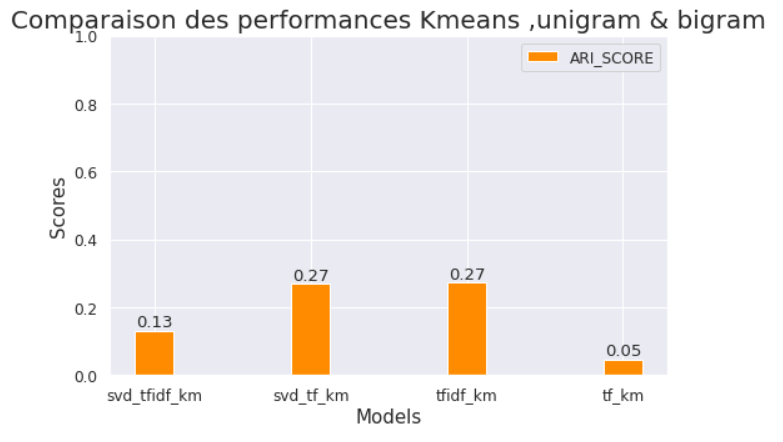 Comparaison des performances Kmeans ,unigram & bigram
1.0
ARI_SCORE
0.8
0.6
Scores
0.4
0.27
0.27
0.2
0.13
0.05
0.0
svd_tfidf_km svd_tf_km tfidf_km tf_km
Models